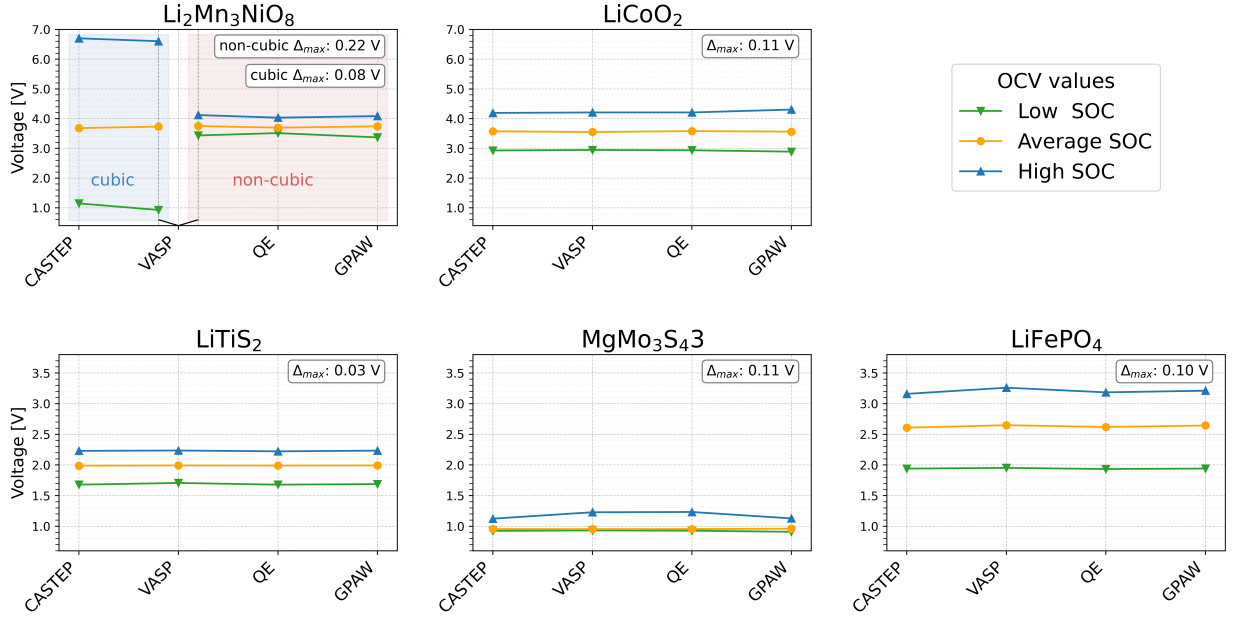 Li₂Mn₃NiO₈
7.0
6.0
5.0
4.0
3.0
2.0
1.0
Voltage [V]
non-cubic Δₘₐₓ: 0.22 V
cubic Δₘₐₓ: 0.08 V
cubic
non-cubic
CASTEP
VASP
QE
GPAW
LiCoO₂
7.0
6.0
5.0
4.0
3.0
2.0
1.0
Δₘₐₓ: 0.11 V
CASTEP
VASP
QE
GPAW
OCV values
Low SOC
Average SOC
High SOC
LiTiS₂
3.5
3.0
2.5
2.0
1.5
1.0
Voltage [V]
Δₘₐₓ: 0.03 V
CASTEP
VASP
QE
GPAW
MgMo₃S₄3
3.5
3.0
2.5
2.0
1.5
1.0
Δₘₐₓ: 0.11 V
CASTEP
VASP
QE
GPAW
LiFePO₄
3.5
3.0
2.5
2.0
1.5
1.0
Δₘₐₓ: 0.10 V
CASTEP
VASP
QE
GPAW